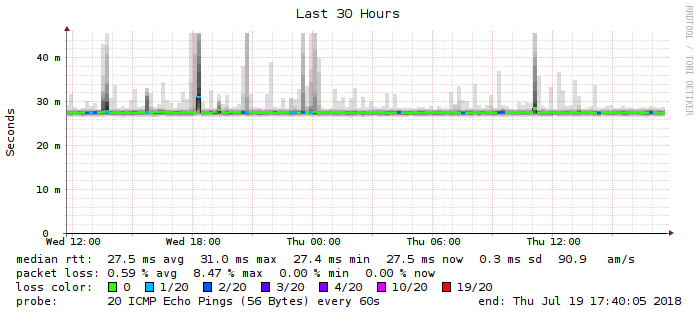 Last 30 Hours
RRDTOOL / TOBI OETIKER
Seconds
40 m
30 m
20 m
10 m
0
Wed 12:00 Wed 18:00 Thu 00:00 Thu 06:00 Thu 12:00
median rtt: 27.5 ms avg 31.0 ms max 27.4 ms min 27.5 ms now 0.3 ms sd 90.9 am/s
packet loss: 0.59 % avg 8.47 % max 0.00 % min 0.00 % now
loss color: 0 1/20 2/20 3/20 4/20 10/20 19/20
probe: 20 ICMP Echo Pings (56 Bytes) every 60s end: Thu Jul 19 17:40:05 2018